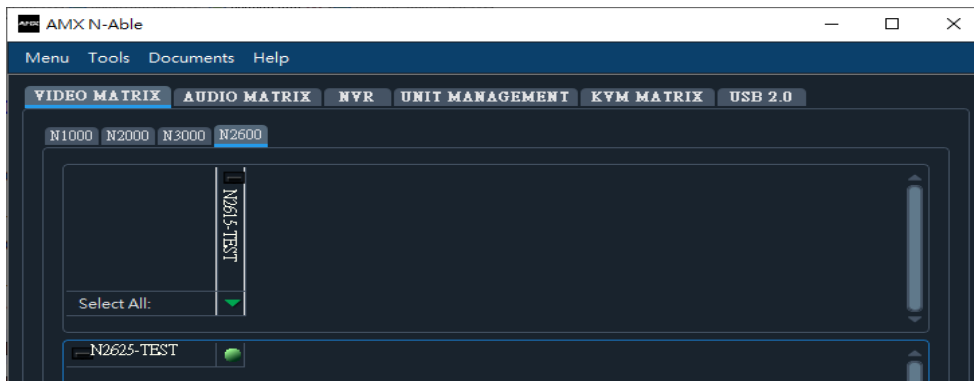 AMX AMX N-Able
Menu Tools Documents Help
VIDEO MATRIX AUDIO MATRIX NVR UNIT MANAGEMENT KVM MATRIX USB 2.0
N1000 N2000 N3000 N2600
N2615-TEST
Select All:
N2625-TEST